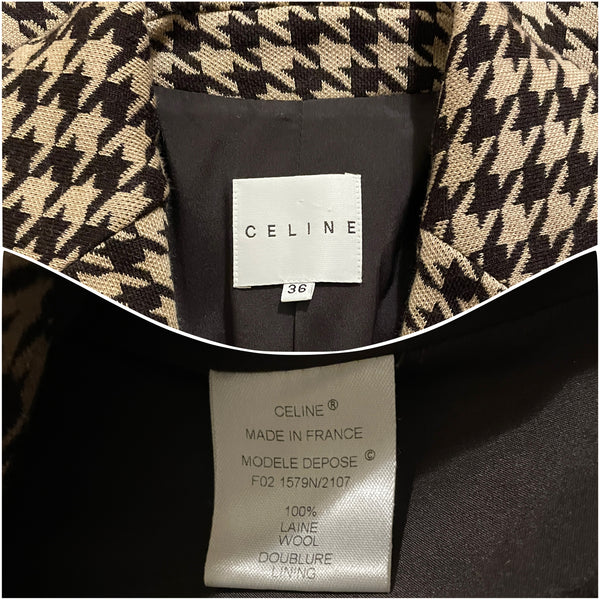 CELINE
36
CELINE ®
MADE IN FRANCE
MODELE DEPOSE ©
F02 1579N/2107
100%
LAINE
WOOL
DOUBLURE
LINING